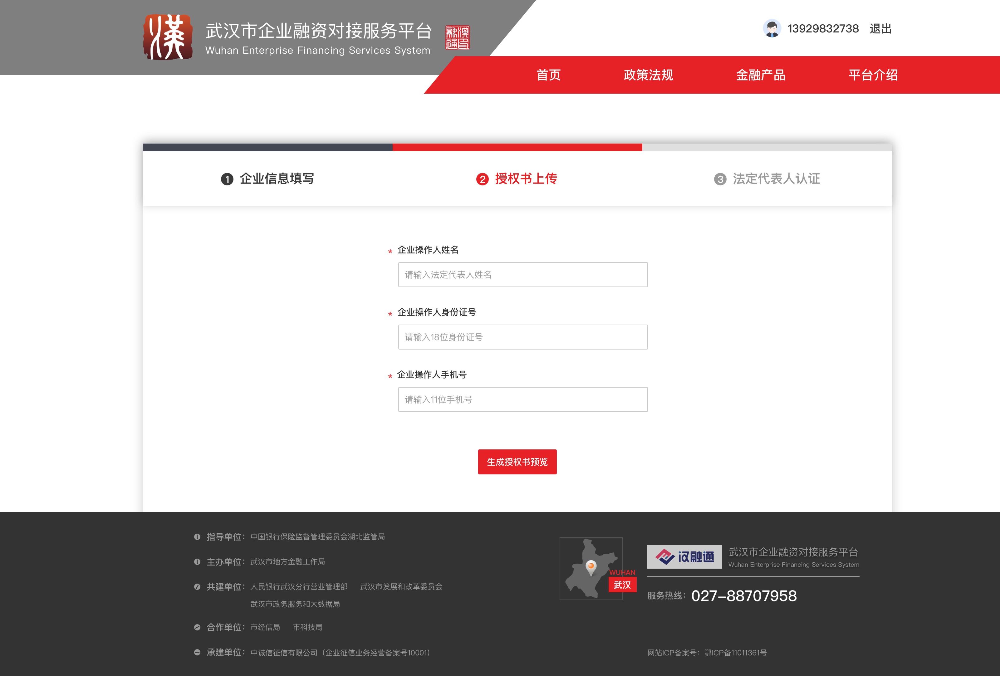 漢
武汉市企业融资对接服务平台
Wuhan Enterprise Financing Services System
13929832738 退出
首页 政策法规 金融产品 平台介绍
1 企业信息填写
2 授权书上传
3 法定代表人认证
* 企业操作人姓名
请输入法定代表人姓名
* 企业操作人身份证号
请输入18位身份证号
* 企业操作人手机号
请输入11位手机号
生成授权书预览
指导单位：中国银行保险监督管理委员会湖北监管局
主办单位：武汉市地方金融工作局
共建单位：人民银行武汉分行营业管理部 武汉市发展和改革委员会
武汉市政务服务和大数据局
合作单位：市经信局 市科技局
承建单位：中诚信征信有限公司（企业征信业务经营备案号10001）
WUHAN
武汉
汉融通
武汉市企业融资对接服务平台
Wuhan Enterprise Financing Services System
服务热线：027-88707958
网站ICP备案号：鄂ICP备11011361号